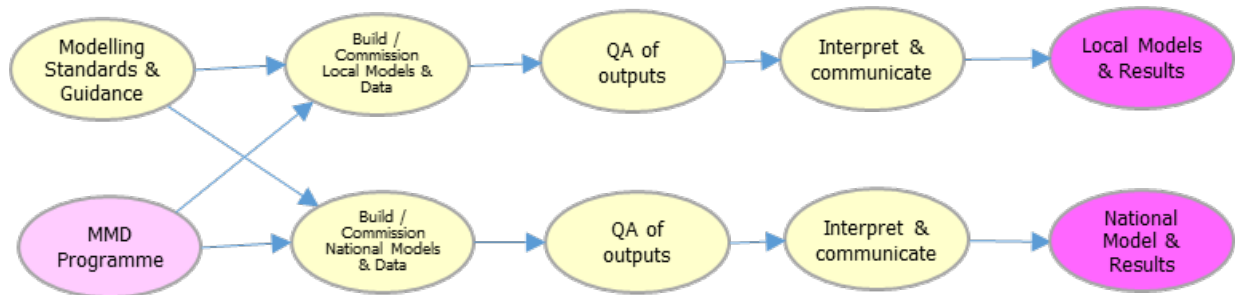 Modelling
Standards &
Guidance
Build /
Commission
Local Models &
Data
QA of
outputs
Interpret &
communicate
Local Models
& Results
MMD
Programme
Build /
Commission
National Models
& Data
QA of
outputs
Interpret &
communicate
National
Model &
Results